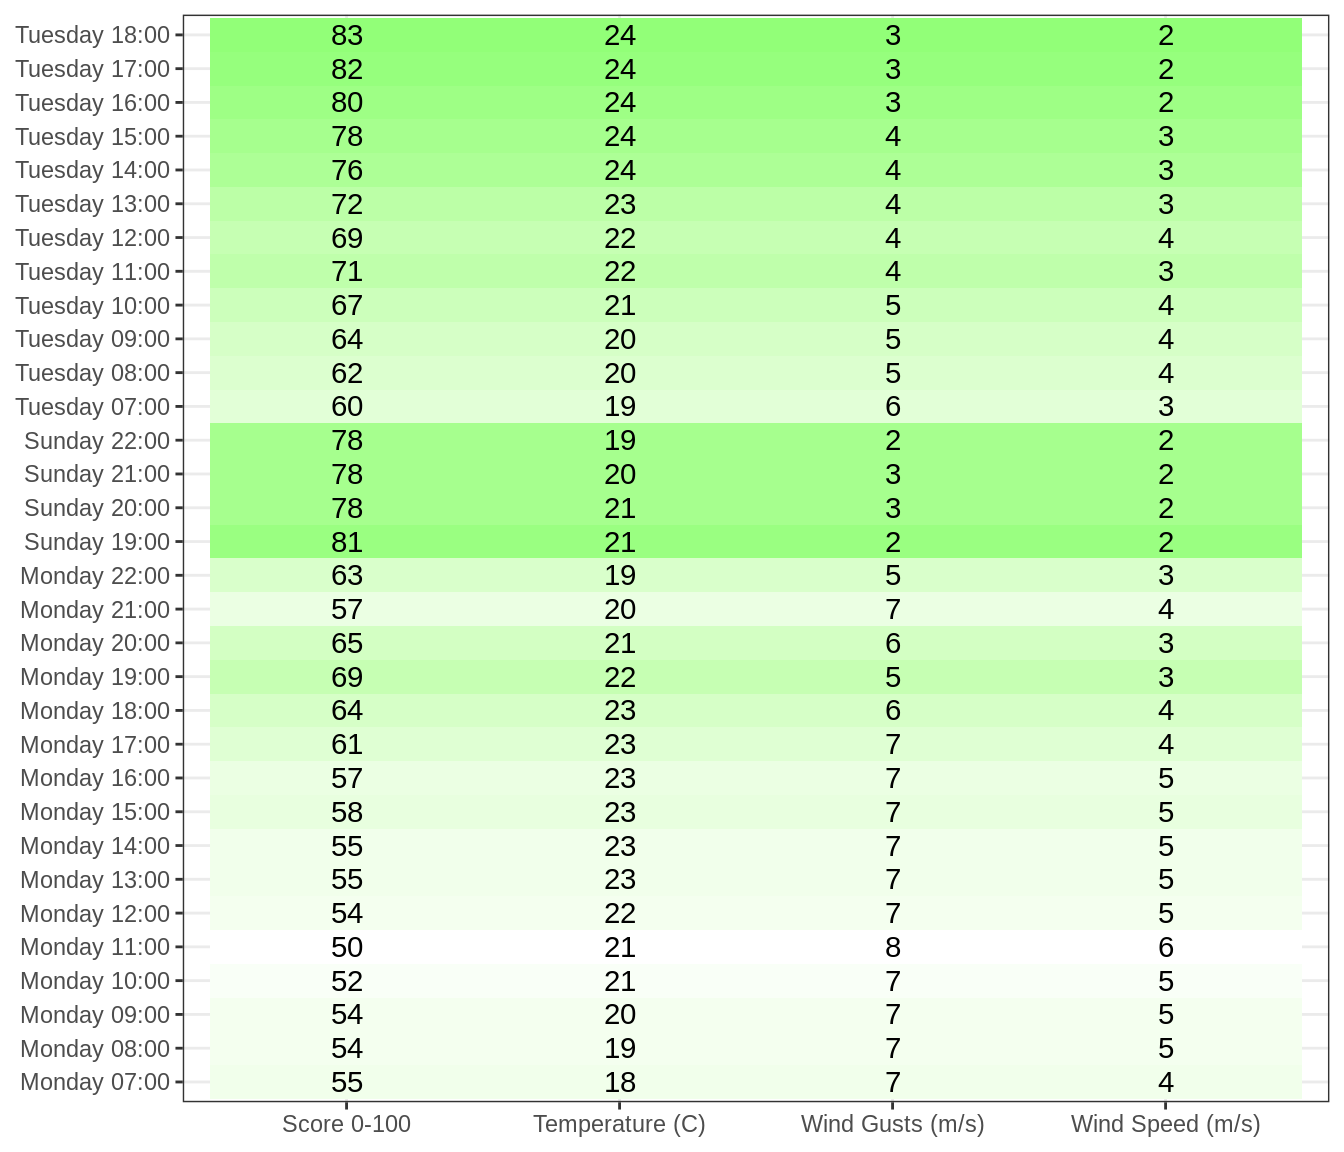 Tuesday 18:00 83 24 3 2
Tuesday 17:00 82 24 3 2
Tuesday 16:00 80 24 3 2
Tuesday 15:00 78 24 4 3
Tuesday 14:00 76 24 4 3
Tuesday 13:00 72 23 4 3
Tuesday 12:00 69 22 4 4
Tuesday 11:00 71 22 4 3
Tuesday 10:00 67 21 5 4
Tuesday 09:00 64 20 5 4
Tuesday 08:00 62 20 5 4
Tuesday 07:00 60 19 6 3
Sunday 22:00 78 19 2 2
Sunday 21:00 78 20 3 2
Sunday 20:00 78 21 3 2
Sunday 19:00 81 21 2 2
Monday 22:00 63 19 5 3
Monday 21:00 57 20 7 4
Monday 20:00 65 21 6 3
Monday 19:00 69 22 5 3
Monday 18:00 64 23 6 4
Monday 17:00 61 23 7 4
Monday 16:00 57 23 7 5
Monday 15:00 58 23 7 5
Monday 14:00 55 23 7 5
Monday 13:00 55 23 7 5
Monday 12:00 54 22 7 5
Monday 11:00 50 21 8 6
Monday 10:00 52 21 7 5
Monday 09:00 54 20 7 5
Monday 08:00 54 19 7 5
Monday 07:00 55 18 7 4
Score 0-100 Temperature (C) Wind Gusts (m/s) Wind Speed (m/s)